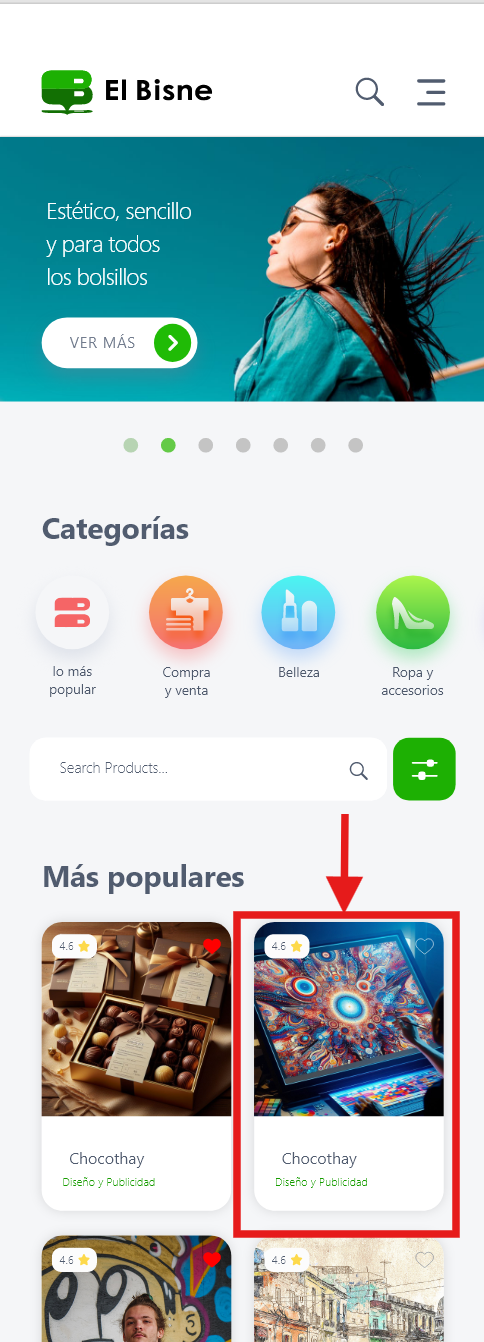 El Bisne
Estético, sencillo
y para todos
los bolsillos
VER MÁS
Categorías
lo más
popular
Compra
y venta
Belleza
Ropa y
accesorios
Search Products...
Más populares
4.6
4.6
Chocothay
Diseño y Publicidad
Chocothay
Diseño y Publicidad
4.6
4.6